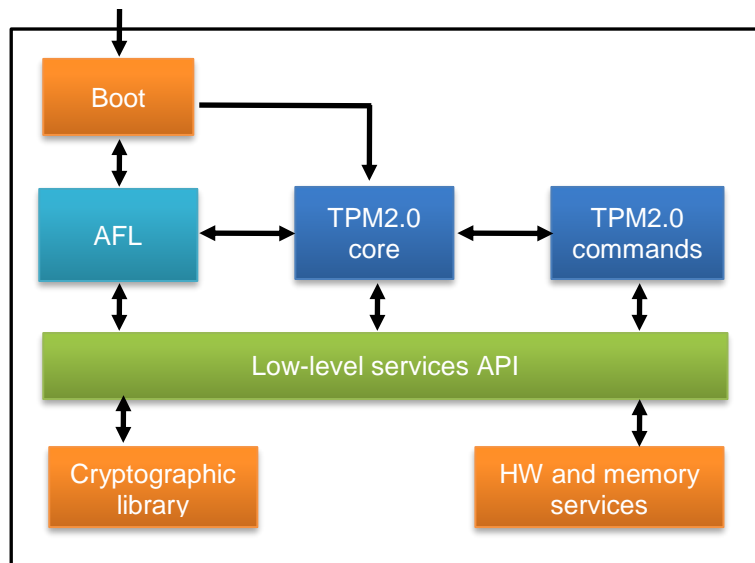 Boot
AFL
TPM2.0
core
TPM2.0
commands
Low-level services API
Cryptographic
library
HW and memory
services